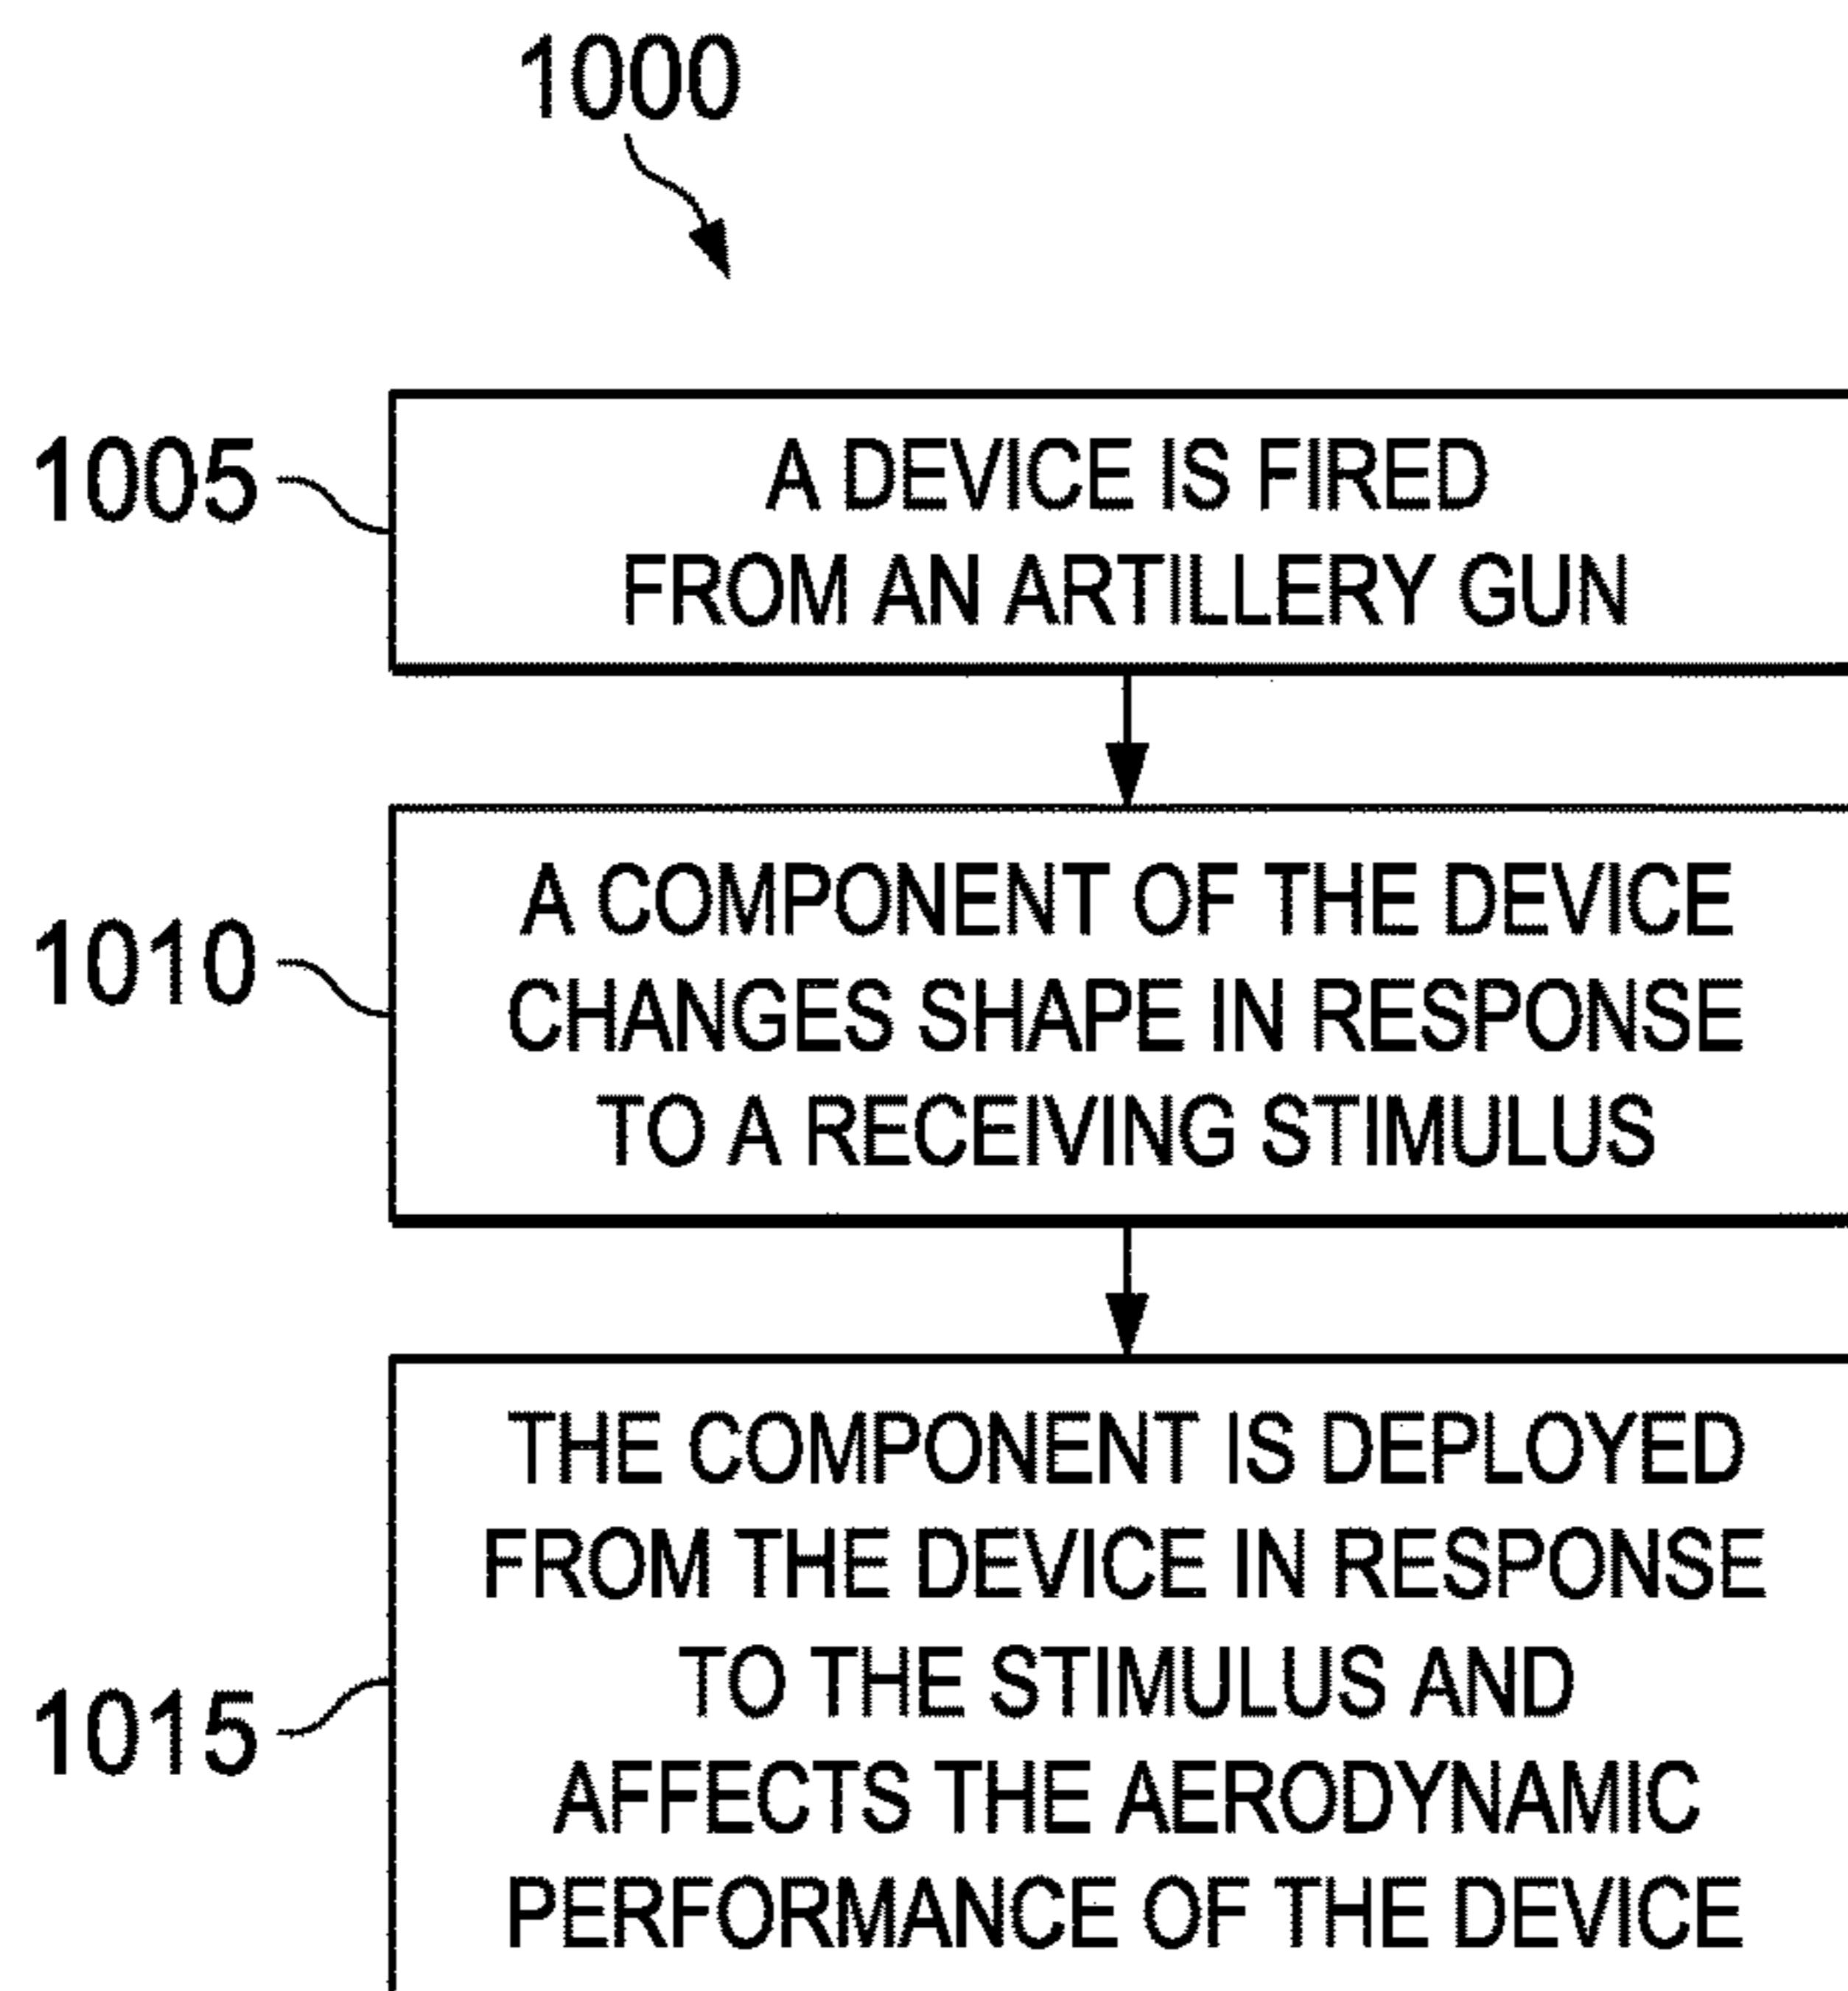 1000
1005
A DEVICE IS FIRED
FROM AN ARTILLERY GUN
1010
A COMPONENT OF THE DEVICE
CHANGES SHAPE IN RESPONSE
TO A RECEIVING STIMULUS
1015
THE COMPONENT IS DEPLOYED
FROM THE DEVICE IN RESPONSE
TO THE STIMULUS AND
AFFECTS THE AERODYNAMIC
PERFORMANCE OF THE DEVICE